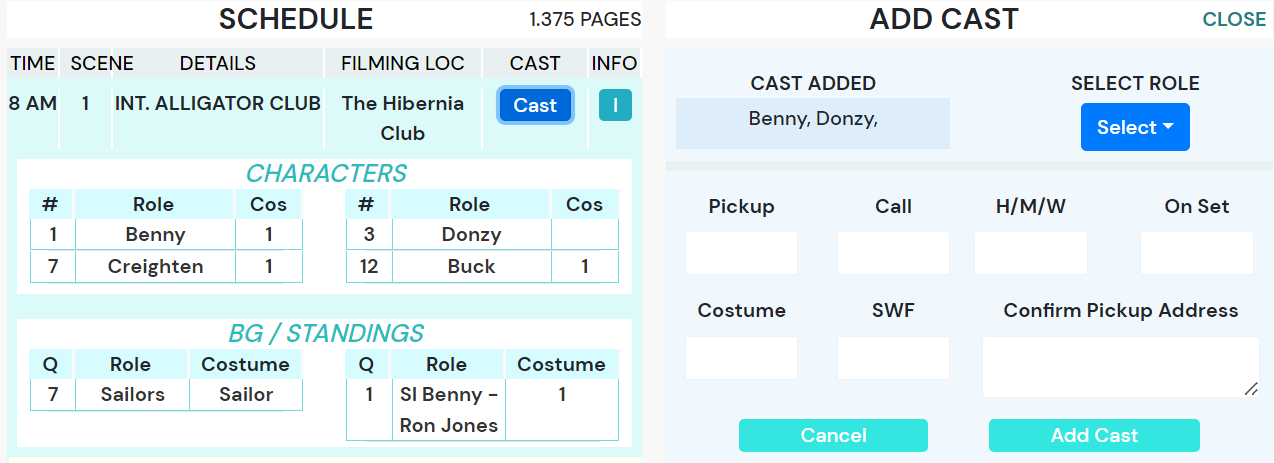 SCHEDULE 1.375 PAGES
TIME SCENE DETAILS FILMING LOC CAST INFO
8 AM 1 INT. ALLIGATOR CLUB The Hibernia Cast I
Club
CHARACTERS
# Role Cos # Role Cos
1 Benny 1 3 Donzy
7 Creighten 1 12 Buck 1
BG / STANDINGS
Q Role Costume Q Role Costume
7 Sailors Sailor 1 SI Benny - 1
Ron Jones
ADD CAST CLOSE
CAST ADDED SELECT ROLE
Benny, Donzy, Select
Pickup Call H/M/W On Set
Costume SWF Confirm Pickup Address
Cancel Add Cast